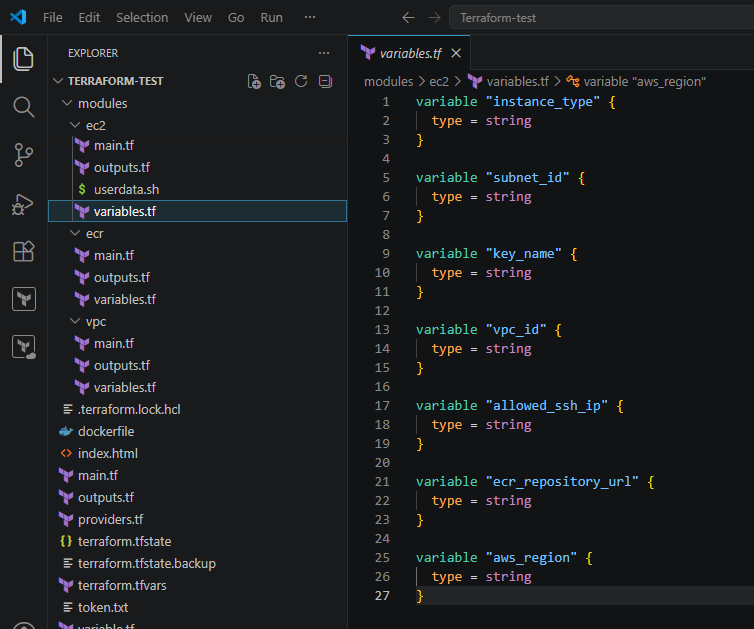 File Edit Selection View Go Run ···
Terraform-test
EXPLORER ···
TERRAFORM-TEST
modules
ec2
main.tf
outputs.tf
$ userdata.sh
variables.tf
ecr
main.tf
outputs.tf
variables.tf
vpc
main.tf
outputs.tf
variables.tf
.terraform.lock.hcl
dockerfile
<> index.html
main.tf
outputs.tf
providers.tf
{} terraform.tfstate
terraform.tfstate.backup
terraform.tfvars
token.txt
variable.tf
variables.tf ×
modules > ec2 > variables.tf > variable "aws_region"
1 variable "instance_type" {
2 type = string
3 }
4
5 variable "subnet_id" {
6 type = string
7 }
8
9 variable "key_name" {
10 type = string
11 }
12
13 variable "vpc_id" {
14 type = string
15 }
16
17 variable "allowed_ssh_ip" {
18 type = string
19 }
20
21 variable "ecr_repository_url" {
22 type = string
23 }
24
25 variable "aws_region" {
26 type = string
27 }